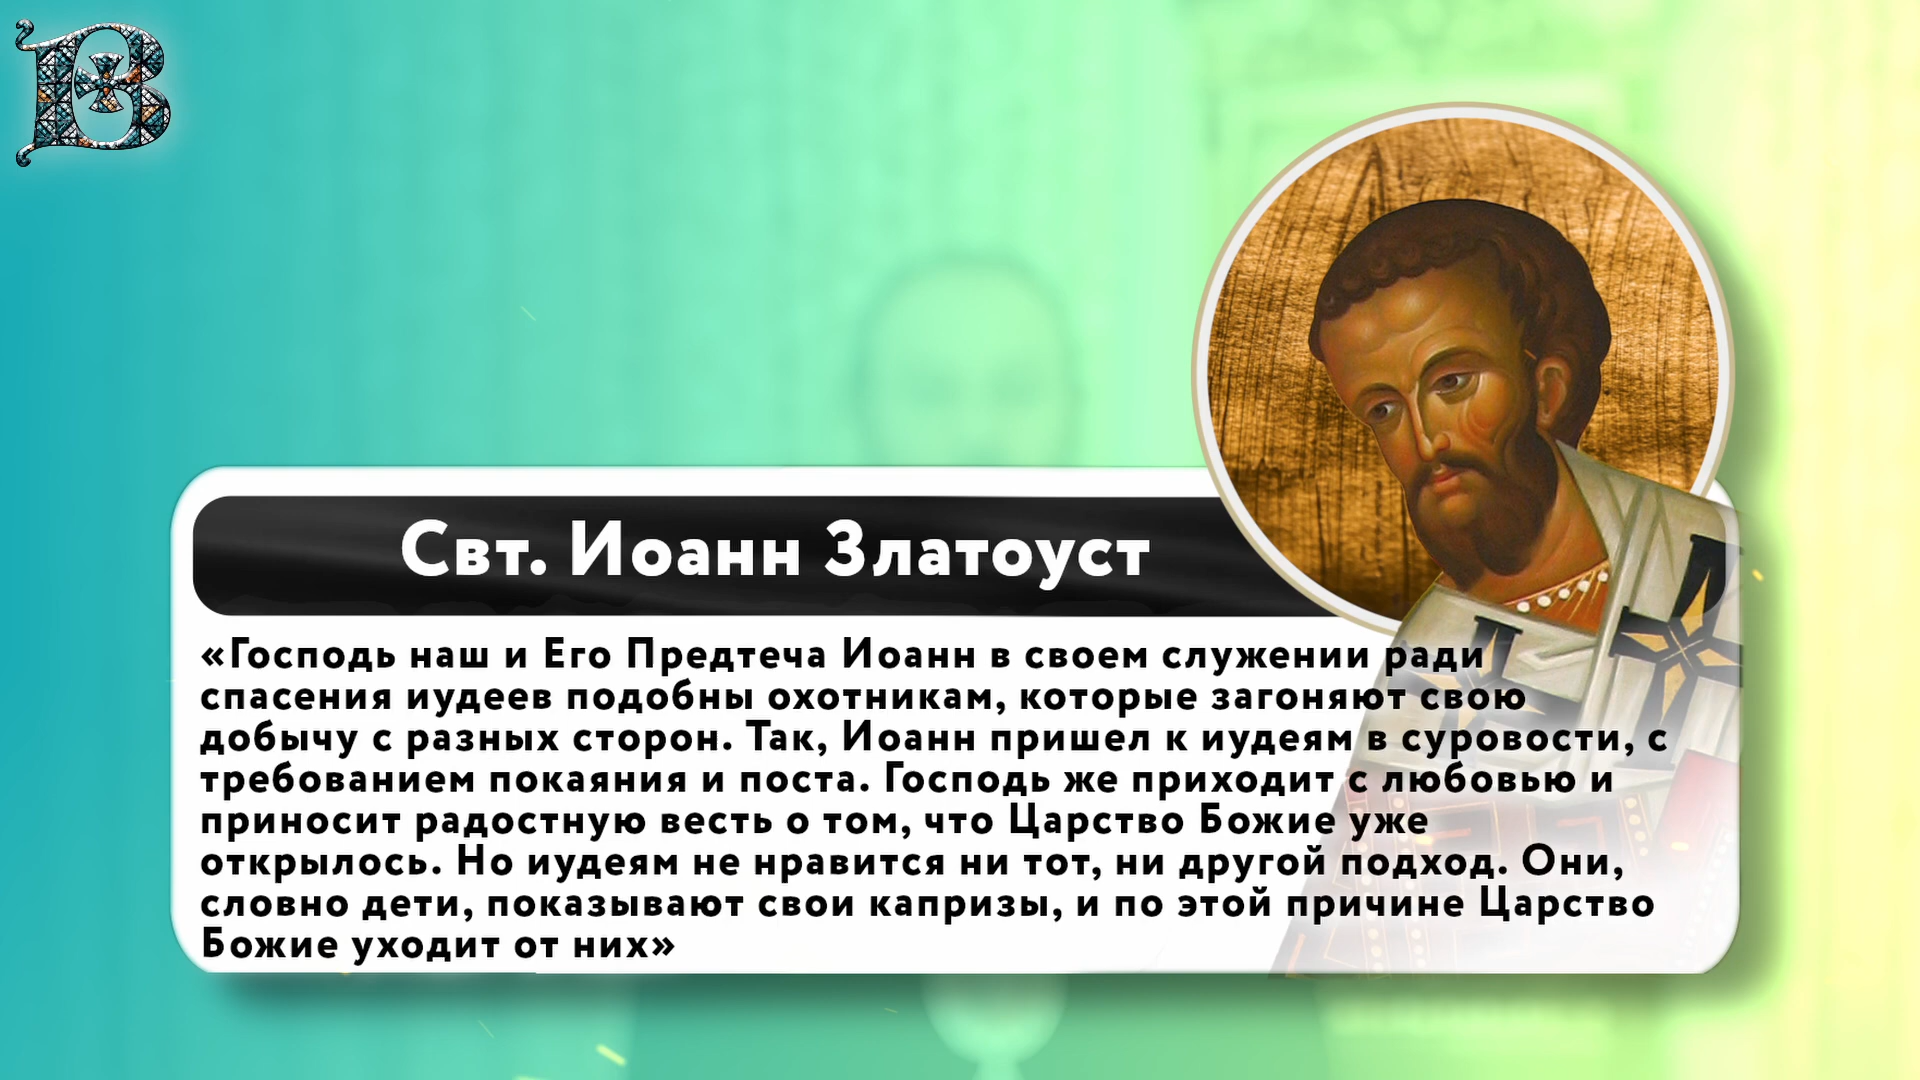 Свт. Иоанн Златоуст
«Господь наш и Его Предтеча Иоанн в своем служении ради
спасения иудеев подобны охотникам, которые загоняют свою
добычу с разных сторон. Так, Иоанн пришел к иудеям в суровости, с
требованием покаяния и поста. Господь же приходит с любовью и
приносит радостную весть о том, что Царство Божие уже
открылось. Но иудеям не нравится ни тот, ни другой подход. Они,
словно дети, показывают свои капризы, и по этой причине Царство
Божие уходит от них»